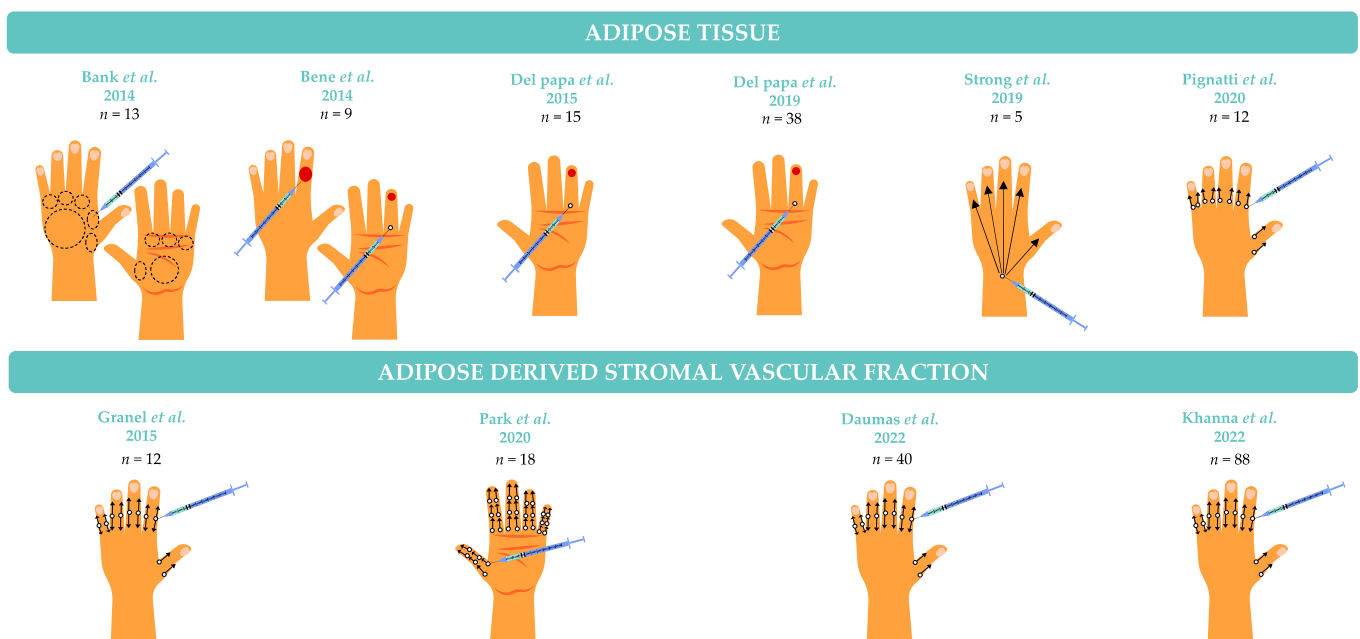 ADIPOSE TISSUE
Bank et al.
2014
n = 13
Bene et al.
2014
n = 9
Del papa et al.
2015
n = 15
Del papa et al.
2019
n = 38
Strong et al.
2019
n = 5
Pignatti et al.
2020
n = 12
ADIPOSE DERIVED STROMAL VASCULAR FRACTION
Granel et al.
2015
n = 12
Park et al.
2020
n = 18
Daumas et al.
2022
n = 40
Khanna et al.
2022
n = 88